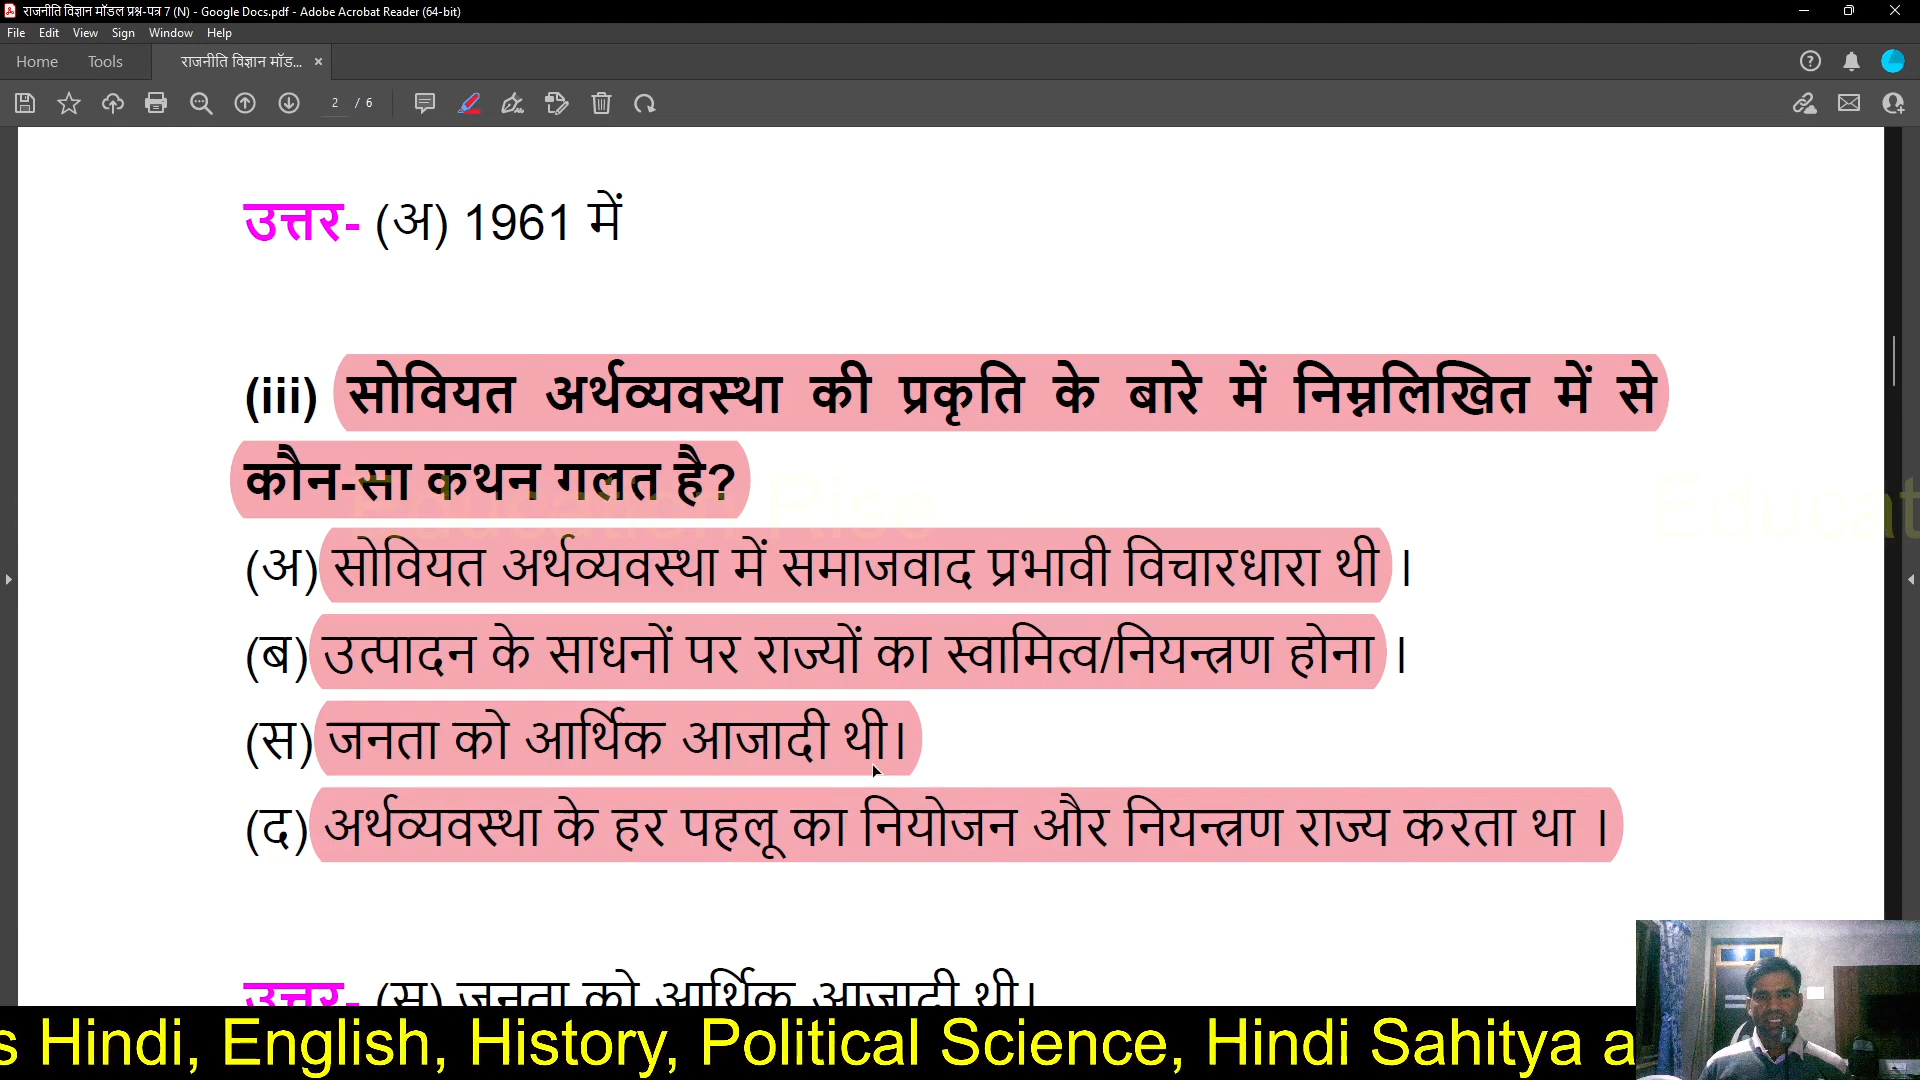 राजनीति विज्ञान मॉडल प्रश्न-पत्र 7 (N) - Google Docs.pdf - Adobe Acrobat Reader (64-bit)
File Edit View Sign Window Help
Home Tools राजनीति विज्ञान मॉड... ×
2 / 6
उत्तर- (अ) 1961 में
(iii) सोवियत अर्थव्यवस्था की प्रकृति के बारे में निम्नलिखित में से
कौन-सा कथन गलत है?
Education Rise Educat
(अ) सोवियत अर्थव्यवस्था में समाजवाद प्रभावी विचारधारा थी ।
(ब) उत्पादन के साधनों पर राज्यों का स्वामित्व/नियन्त्रण होना ।
(स) जनता को आर्थिक आजादी थी।
(द) अर्थव्यवस्था के हर पहलू का नियोजन और नियन्त्रण राज्य करता था ।
उत्तर- (स) जनता को आर्थिक आजादी थी।
s Hindi, English, History, Political Science, Hindi Sahitya a